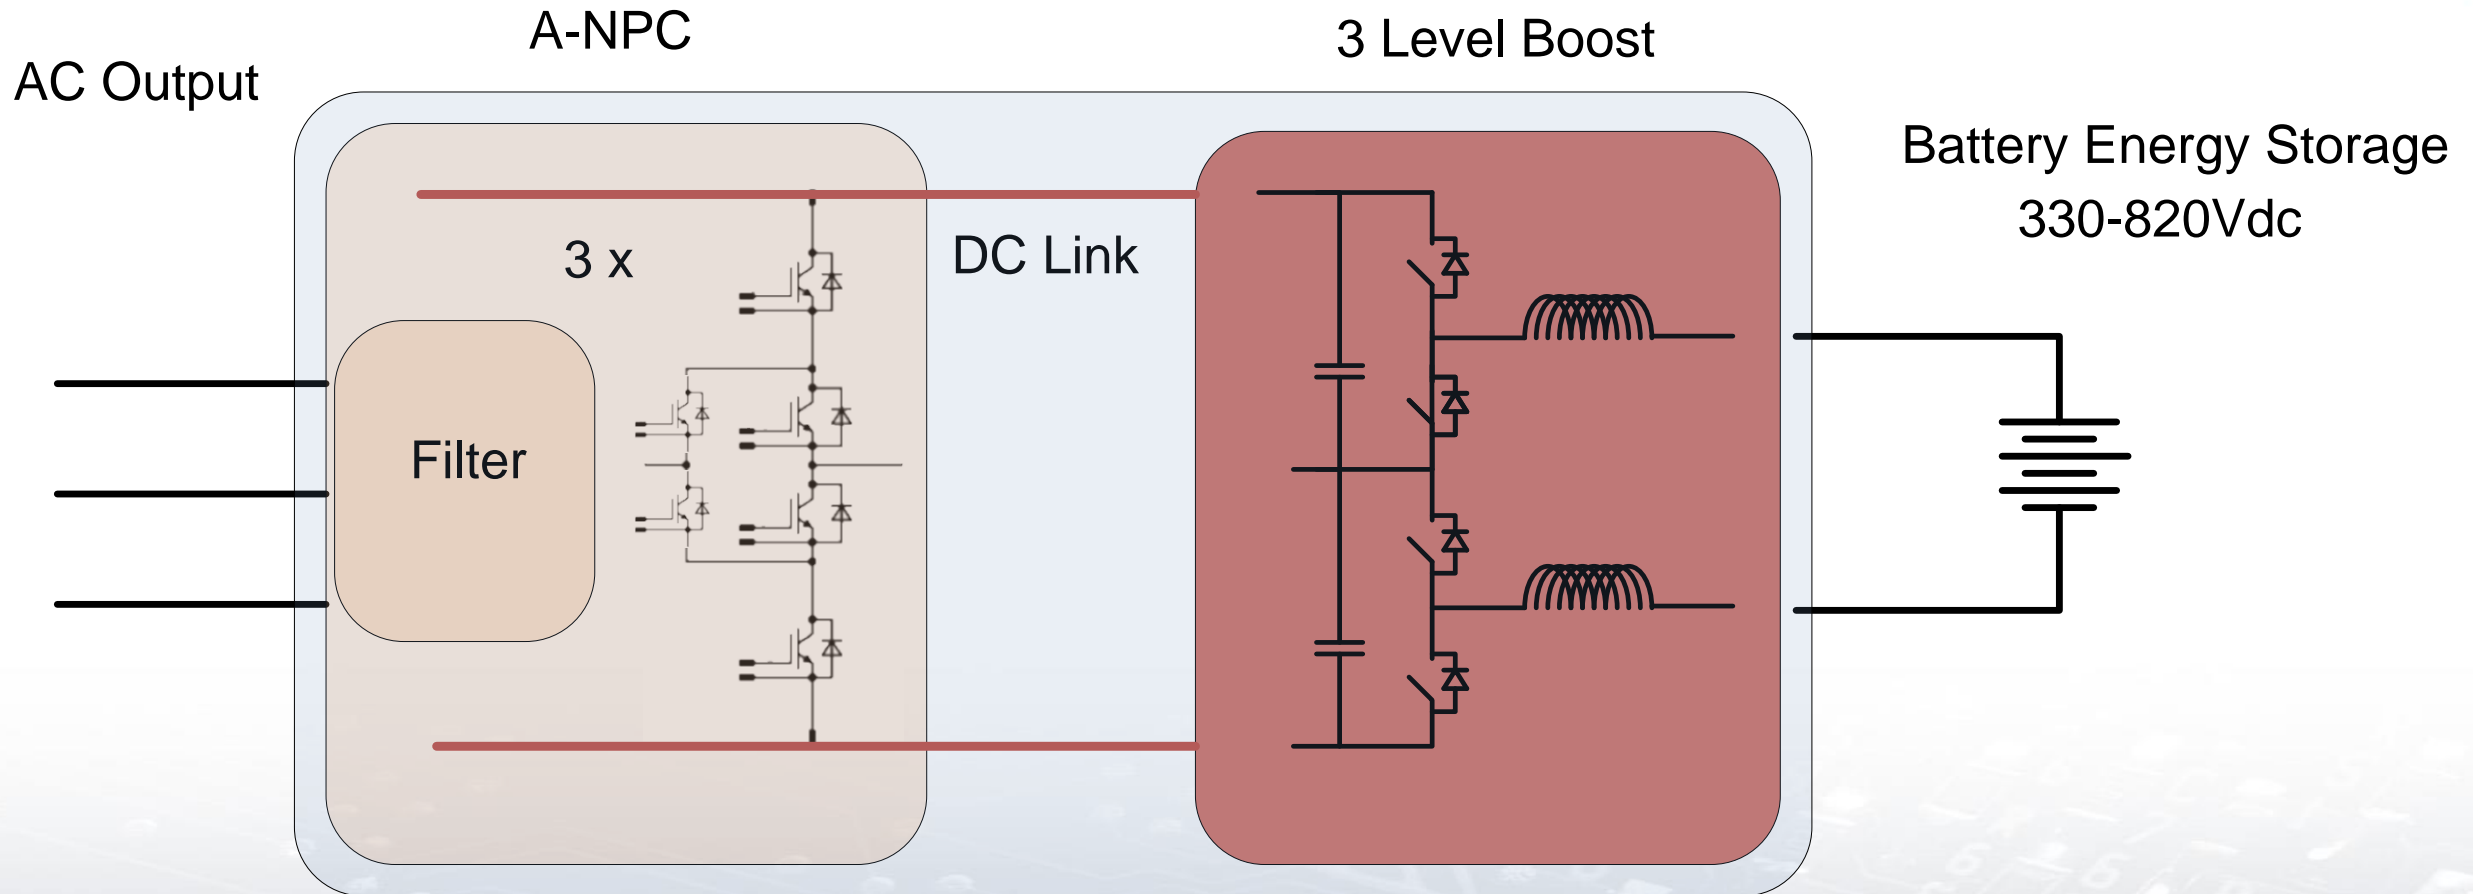 A-NPC
3 Level Boost
AC Output
Battery Energy Storage
330-820Vdc
3 x
DC Link
Filter